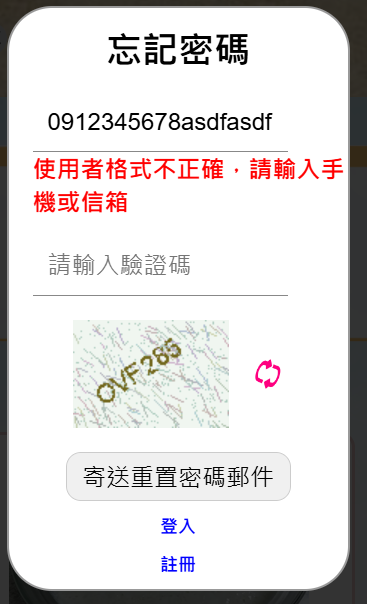 忘記密碼
0912345678asdfasdf
使用者格式不正確，請輸入手
機或信箱
請輸入驗證碼
OVF285
寄送重置密碼郵件
登入
註冊